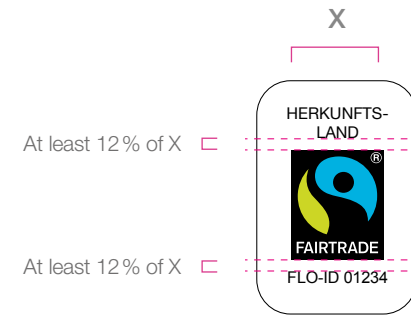 X
HERKUNFTS-
LAND
At least 12% of X
®
FAIRTRADE
At least 12% of X
FLO-ID 01234